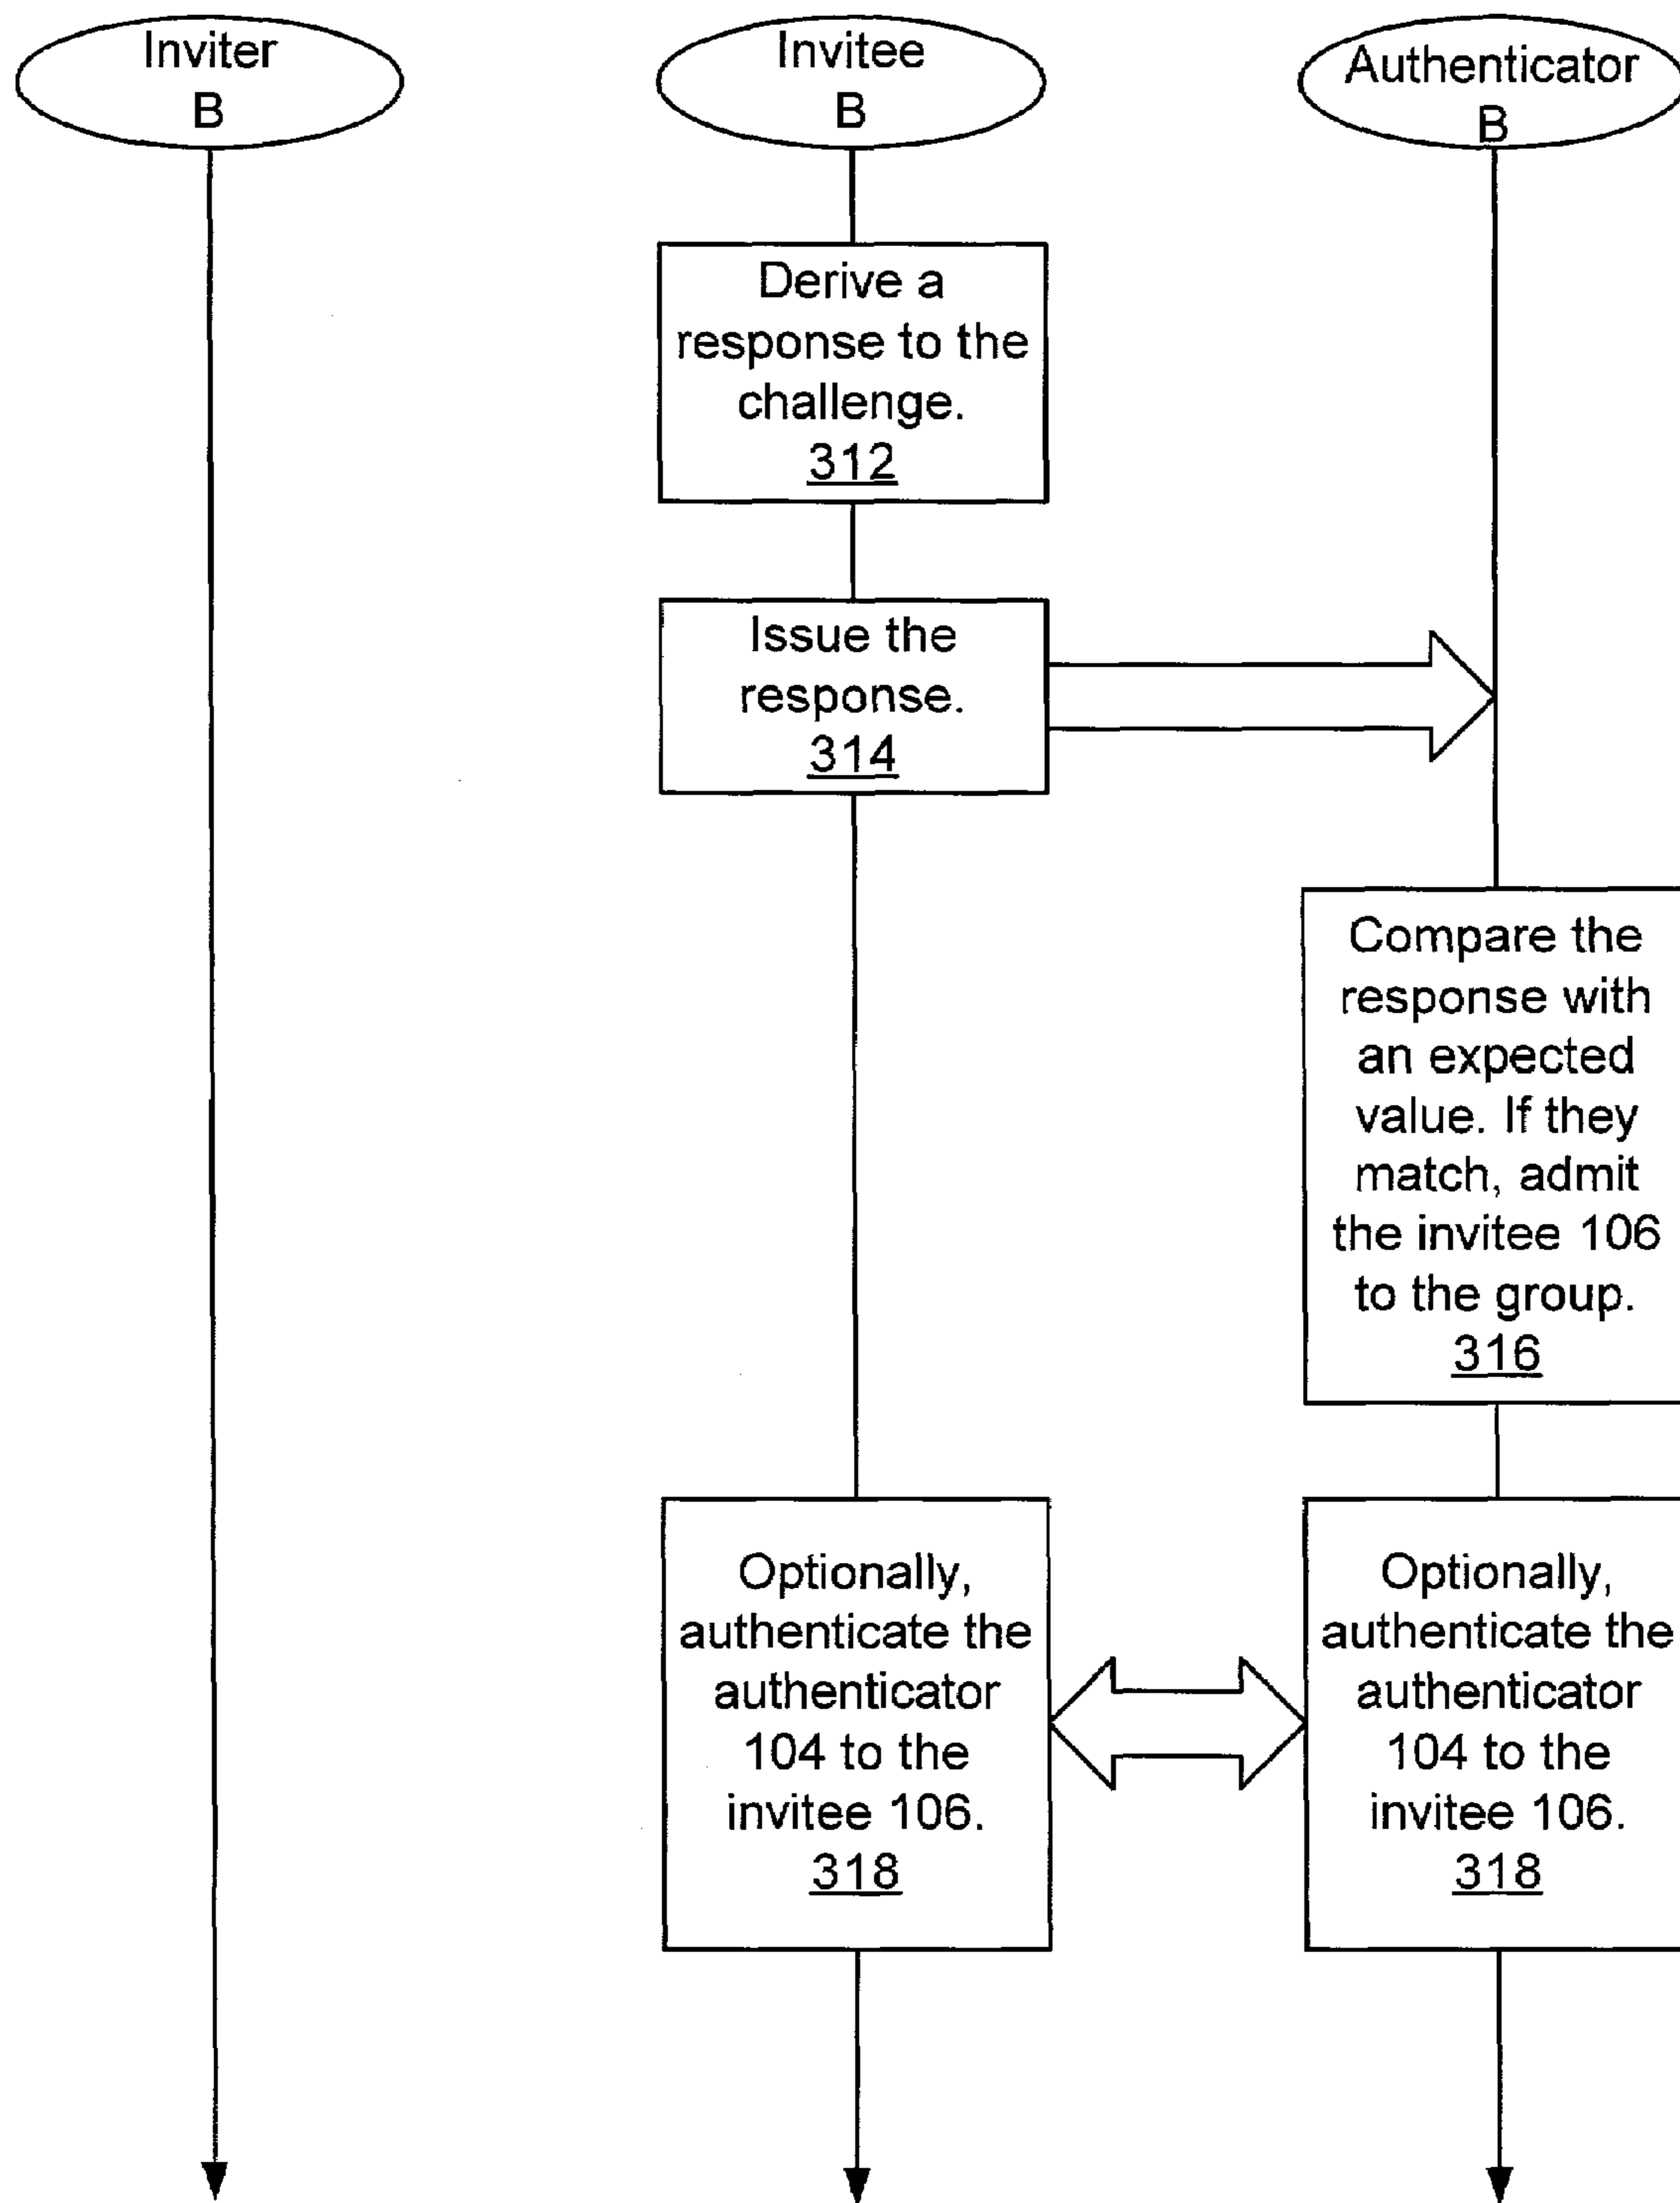 Inviter
B
Invitee
B
Authenticator
B
Derive a
response to the
challenge.
312
Issue the
response.
314
Compare the
response with
an expected
value. If they
match, admit
the invitee 106
to the group.
316
Optionally,
authenticate the
authenticator
104 to the
invitee 106.
318
Optionally,
authenticate the
authenticator
104 to the
invitee 106.
318